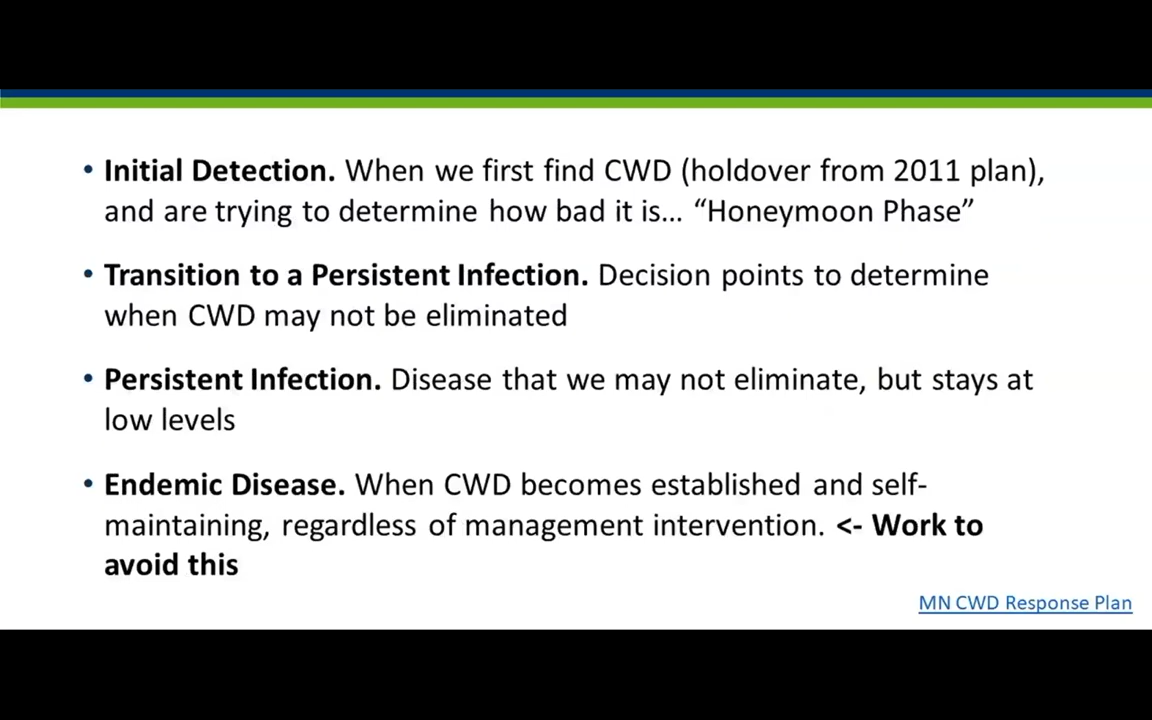 • Initial Detection. When we first find CWD (holdover from 2011 plan),
and are trying to determine how bad it is... “Honeymoon Phase”
• Transition to a Persistent Infection. Decision points to determine
when CWD may not be eliminated
• Persistent Infection. Disease that we may not eliminate, but stays at
low levels
• Endemic Disease. When CWD becomes established and self-
maintaining, regardless of management intervention. <- Work to
avoid this
MN CWD Response Plan